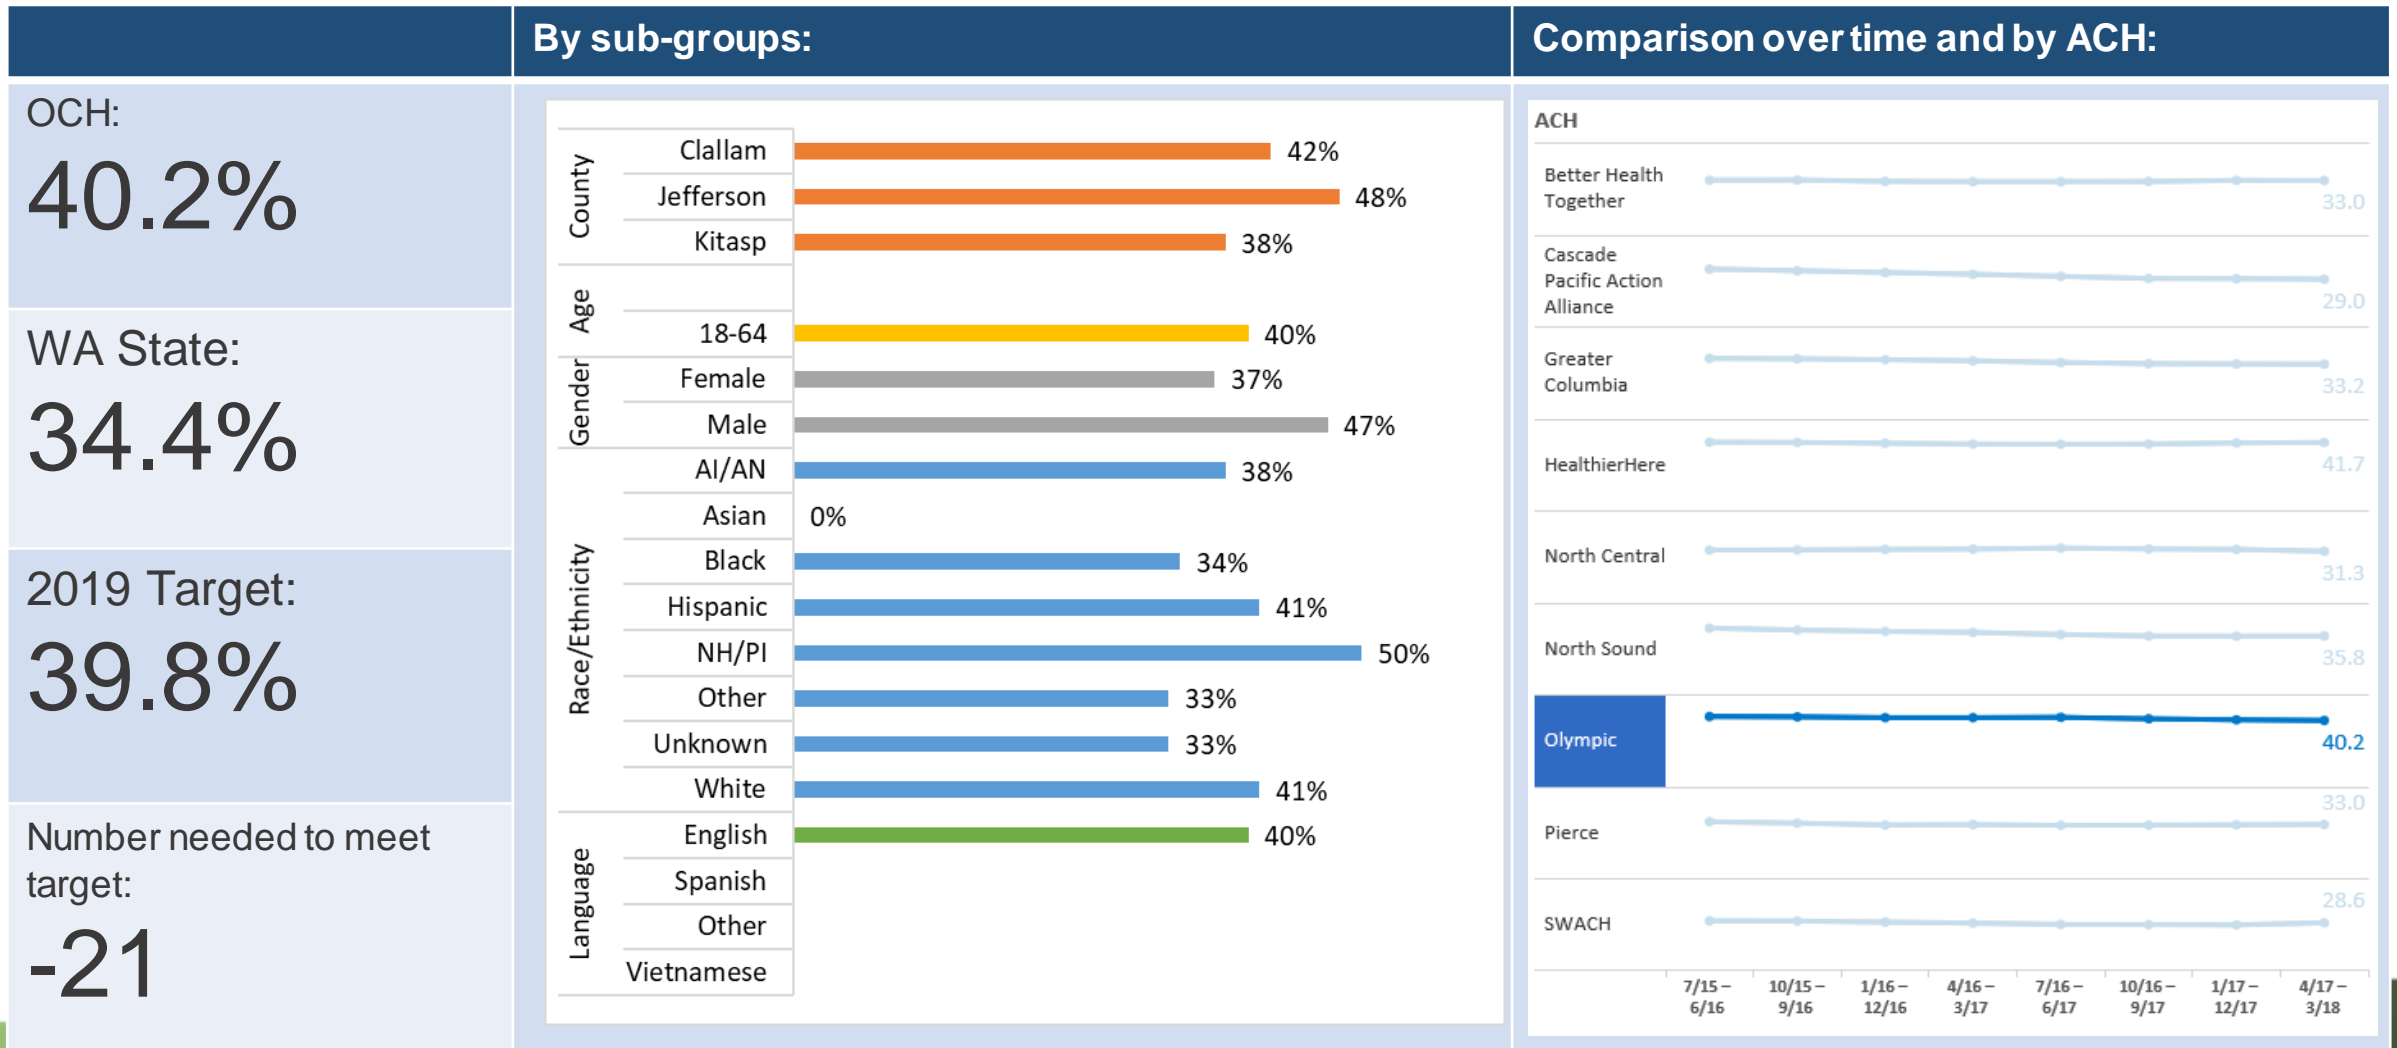 By sub-groups:
Comparison over time and by ACH:
OCH:
40.2%
WA State:
34.4%
2019 Target:
39.8%
Number needed to meet
target:
-21
County
Clallam 42%
Jefferson 48%
Kitasp 38%
Age
18-64 40%
Gender
Female 37%
Male 47%
Race/Ethnicity
AI/AN 38%
Asian 0%
Black 34%
Hispanic 41%
NH/PI 50%
Other 33%
Unknown 33%
White 41%
Language
English 40%
Spanish
Other
Vietnamese
ACH
Better Health
Together
33.0
Cascade
Pacific Action
Alliance
29.0
Greater
Columbia
33.2
HealthierHere
41.7
North Central
31.3
North Sound
35.8
Olympic
40.2
33.0
Pierce
28.6
SWACH
7/15 – 10/15 – 1/16 – 4/16 – 7/16 – 10/16 – 1/17 – 4/17 –
6/16 9/16 12/16 3/17 6/17 9/17 12/17 3/18